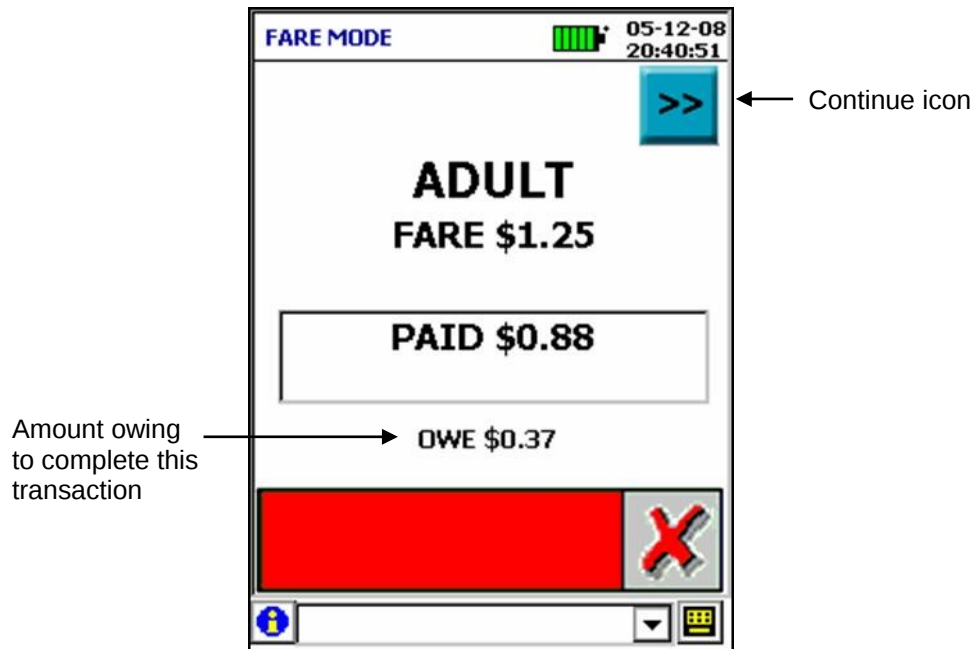 FARE MODE
05-12-08
20:40:51
>>
Continue icon
ADULT
FARE $1.25
PAID $0.88
Amount owing
to complete this
transaction
OWE $0.37